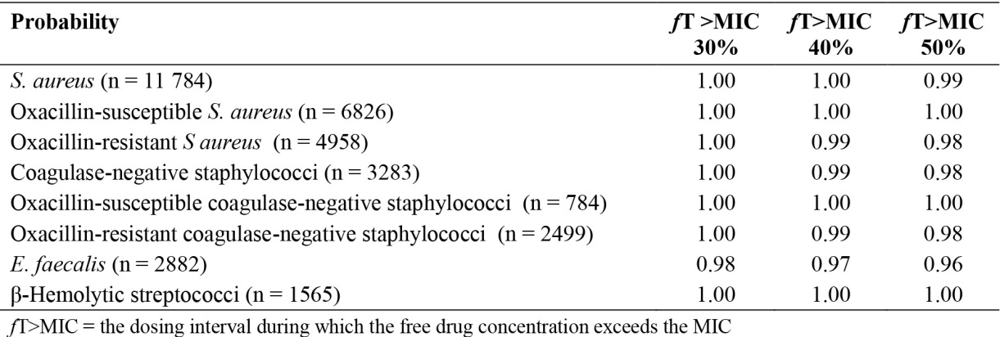 Probability fT >MIC fT>MIC fT>MIC
30% 40% 50%
S. aureus (n = 11 784) 1.00 1.00 0.99
Oxacillin-susceptible S. aureus (n = 6826) 1.00 1.00 1.00
Oxacillin-resistant S aureus (n = 4958) 1.00 0.99 0.98
Coagulase-negative staphylococci (n = 3283) 1.00 0.99 0.98
Oxacillin-susceptible coagulase-negative staphylococci (n = 784) 1.00 1.00 1.00
Oxacillin-resistant coagulase-negative staphylococci (n = 2499) 1.00 0.99 0.98
E. faecalis (n = 2882) 0.98 0.97 0.96
β-Hemolytic streptococci (n = 1565) 1.00 1.00 1.00
fT>MIC = the dosing interval during which the free drug concentration exceeds the MIC